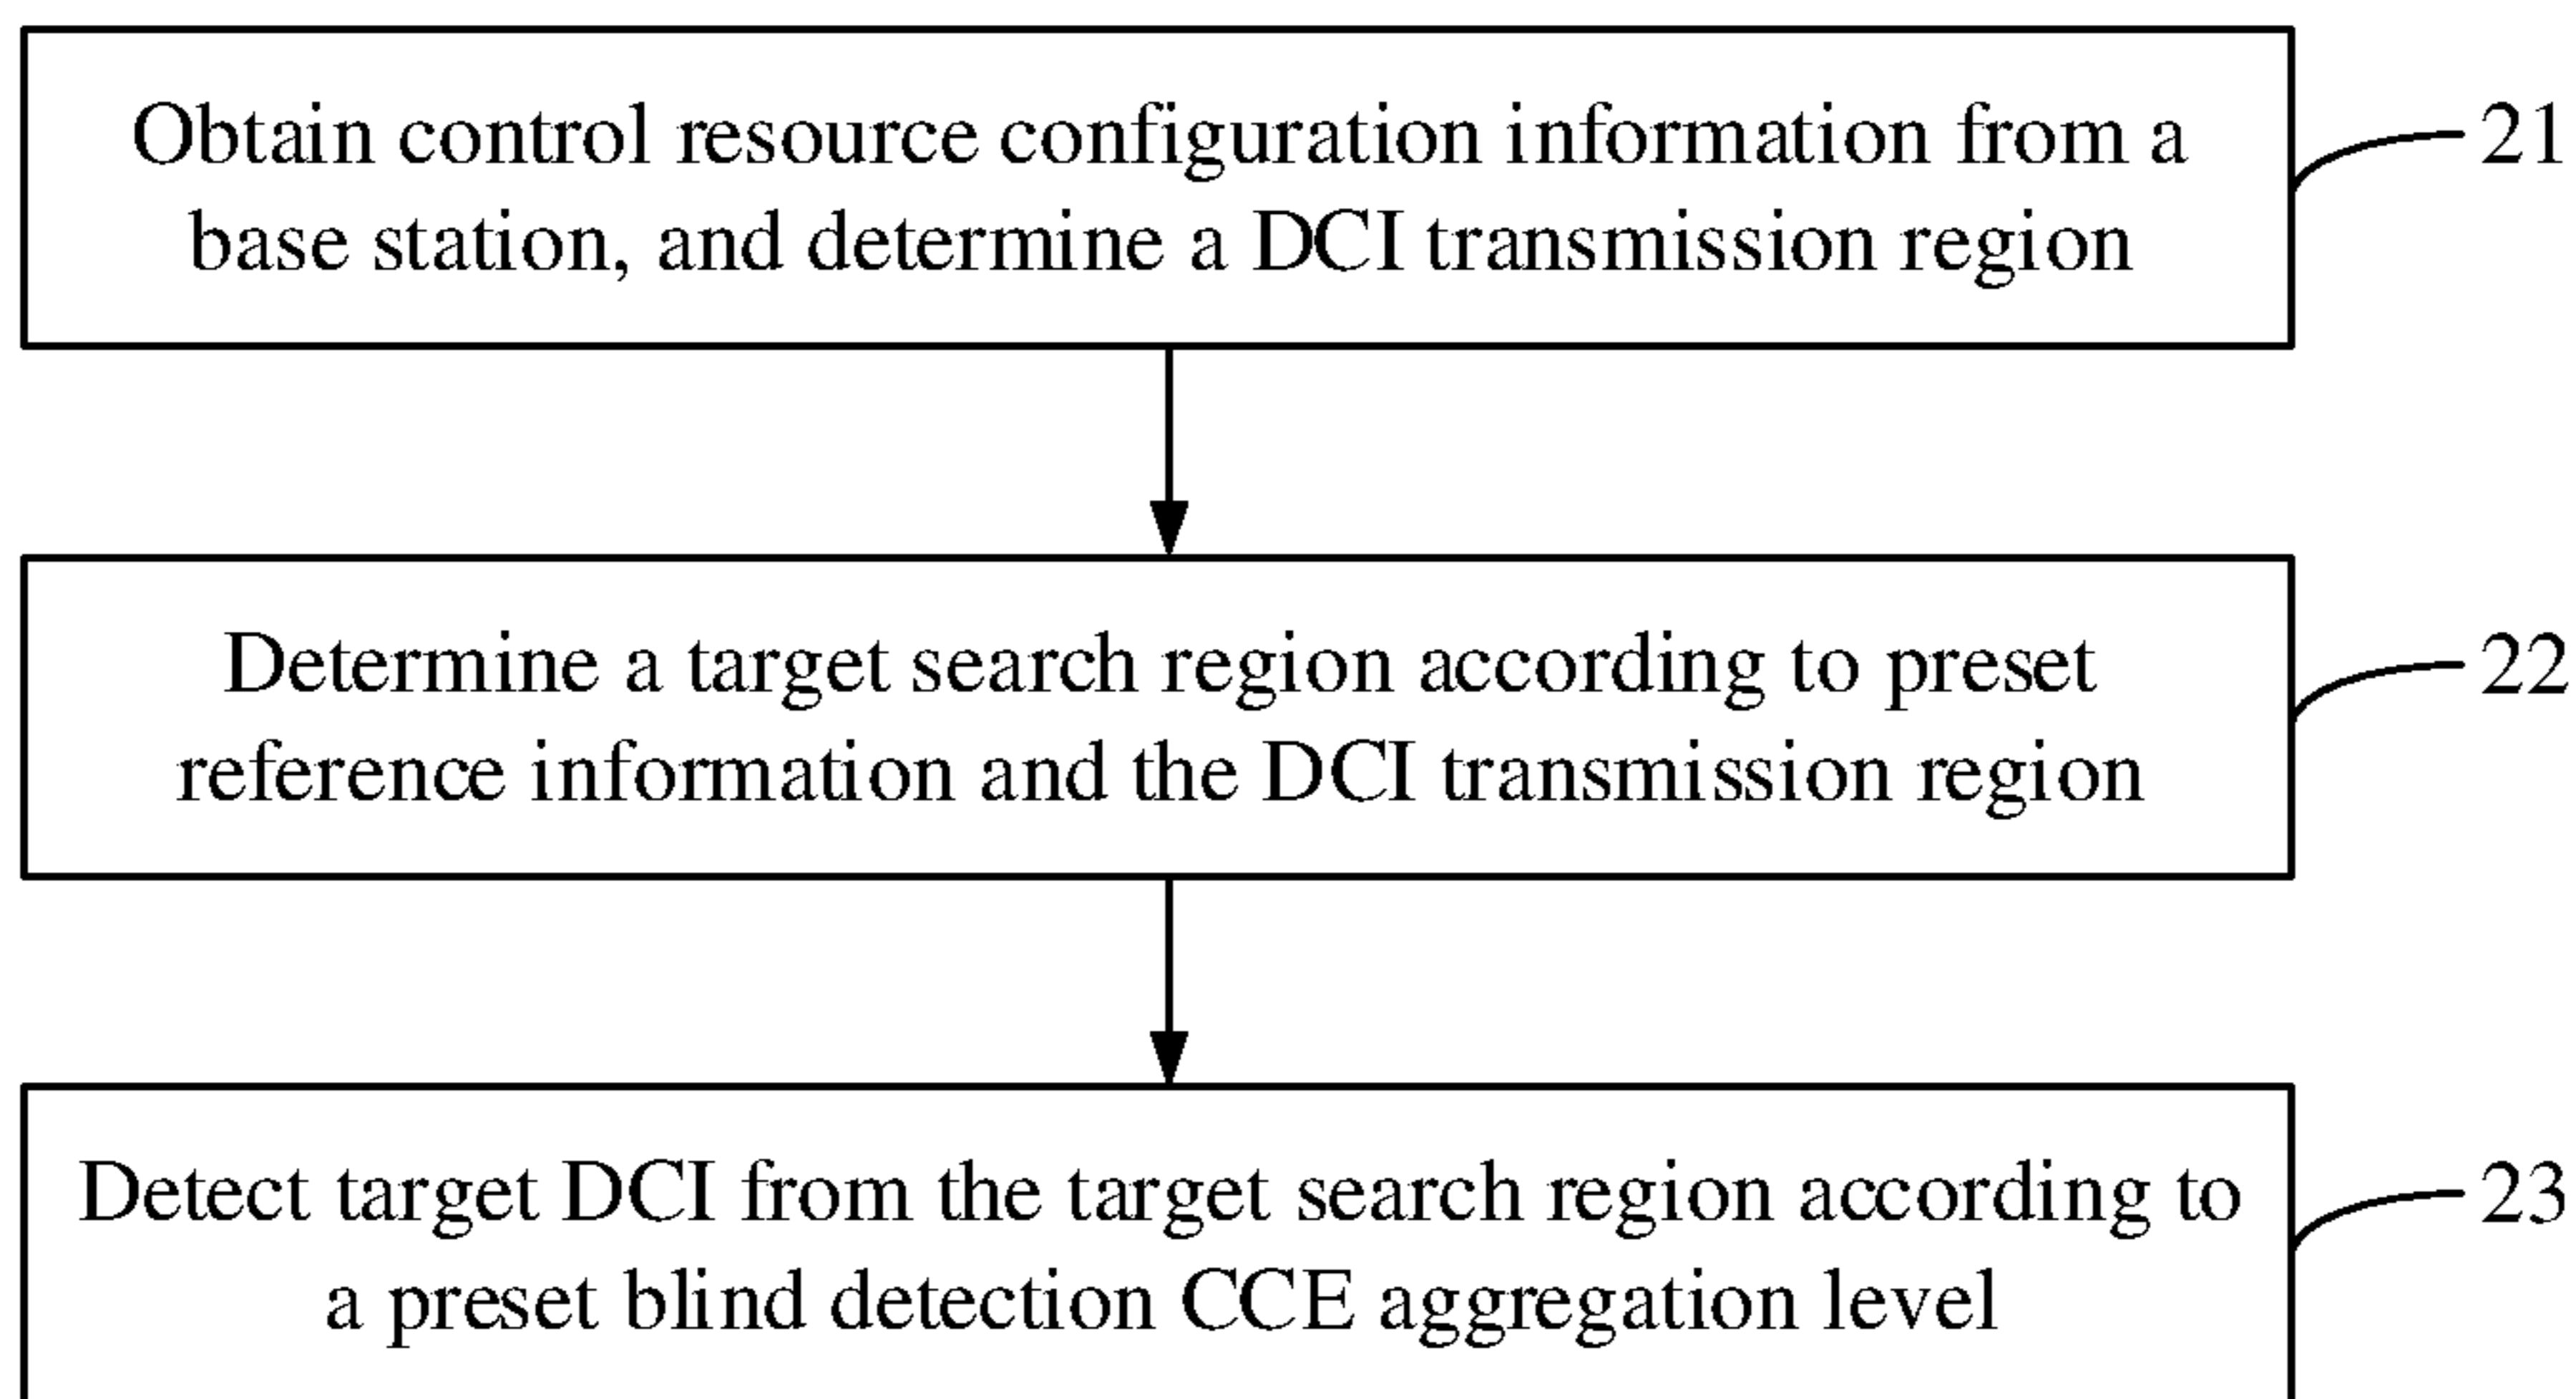 Obtain control resource configuration information from a
base station, and determine a DCI transmission region
21
Determine a target search region according to preset
reference information and the DCI transmission region
22
Detect target DCI from the target search region according to
a preset blind detection CCE aggregation level
23